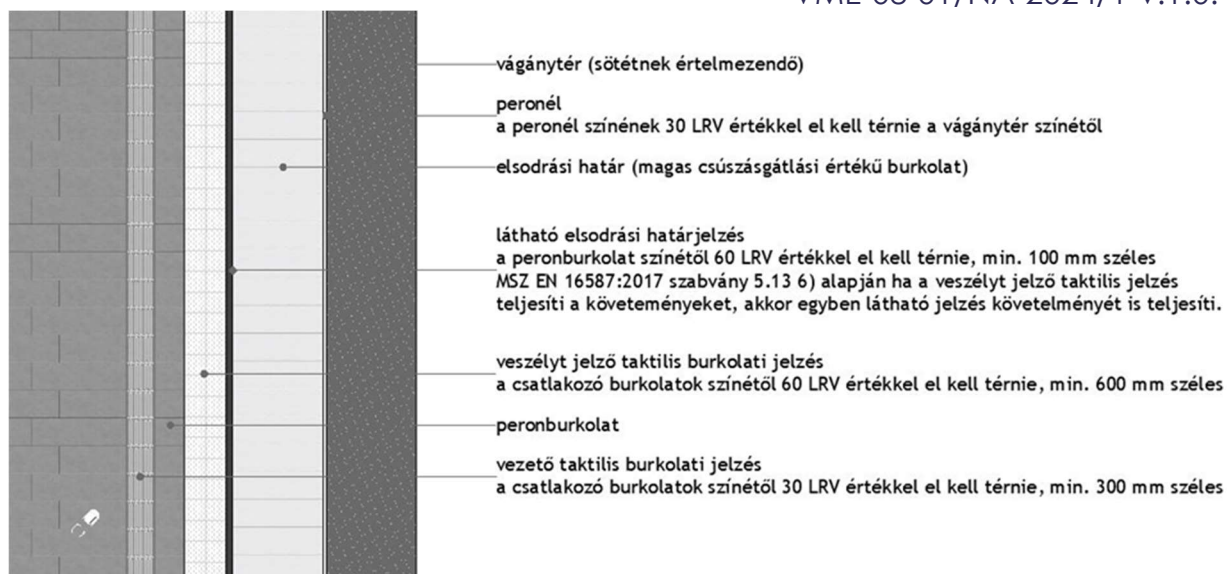 vágánytér (sötétnek értelmezendő)
peronél
a peronél színének 30 LRV értékkel el kell térnie a vágánytér színétől
elsodrási határ (magas csúszásgátlási értékű burkolat)
látható elsodrási határjelzés
a peronburkolat színétől 60 LRV értékkel el kell térnie, min. 100 mm széles
MSZ EN 16587:2017 szabvány 5.13 6) alapján ha a veszélyt jelző taktilis jelzés
teljesíti a követeményeket, akkor egyben látható jelzés követelményét is teljesíti.
veszélyt jelző taktilis burkolati jelzés
a csatlakozó burkolatok színétől 60 LRV értékkel el kell térnie, min. 600 mm széles
peronburkolat
vezető taktilis burkolati jelzés
a csatlakozó burkolatok színétől 30 LRV értékkel el kell térnie, min. 300 mm széles